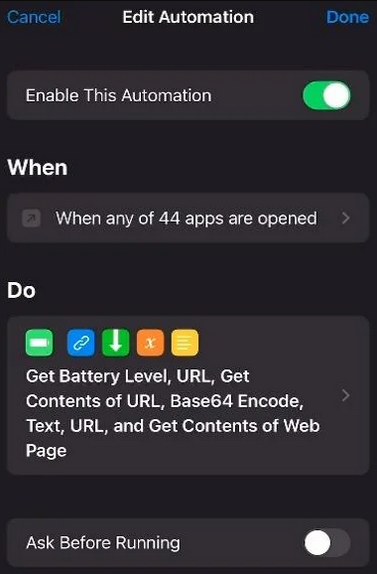 Cancel Edit Automation Done
Enable This Automation
When
When any of 44 apps are opened
Do
x
Get Battery Level, URL, Get
Contents of URL, Base64 Encode,
Text, URL, and Get Contents of Web
Page
Ask Before Running